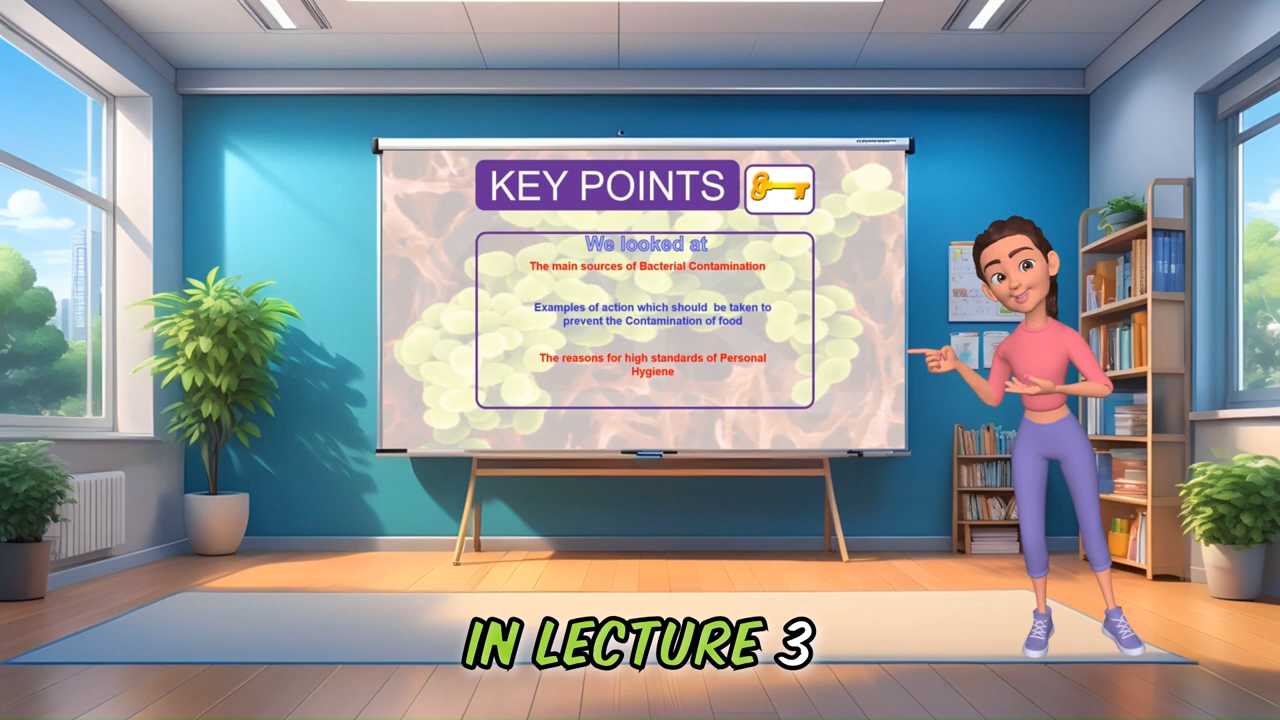 KEY POINTS
We looked at
The main sources of Bacterial Contamination
Examples of action which should be taken to
prevent the Contamination of food
The reasons for high standards of Personal
Hygiene
IN LECTURE 3